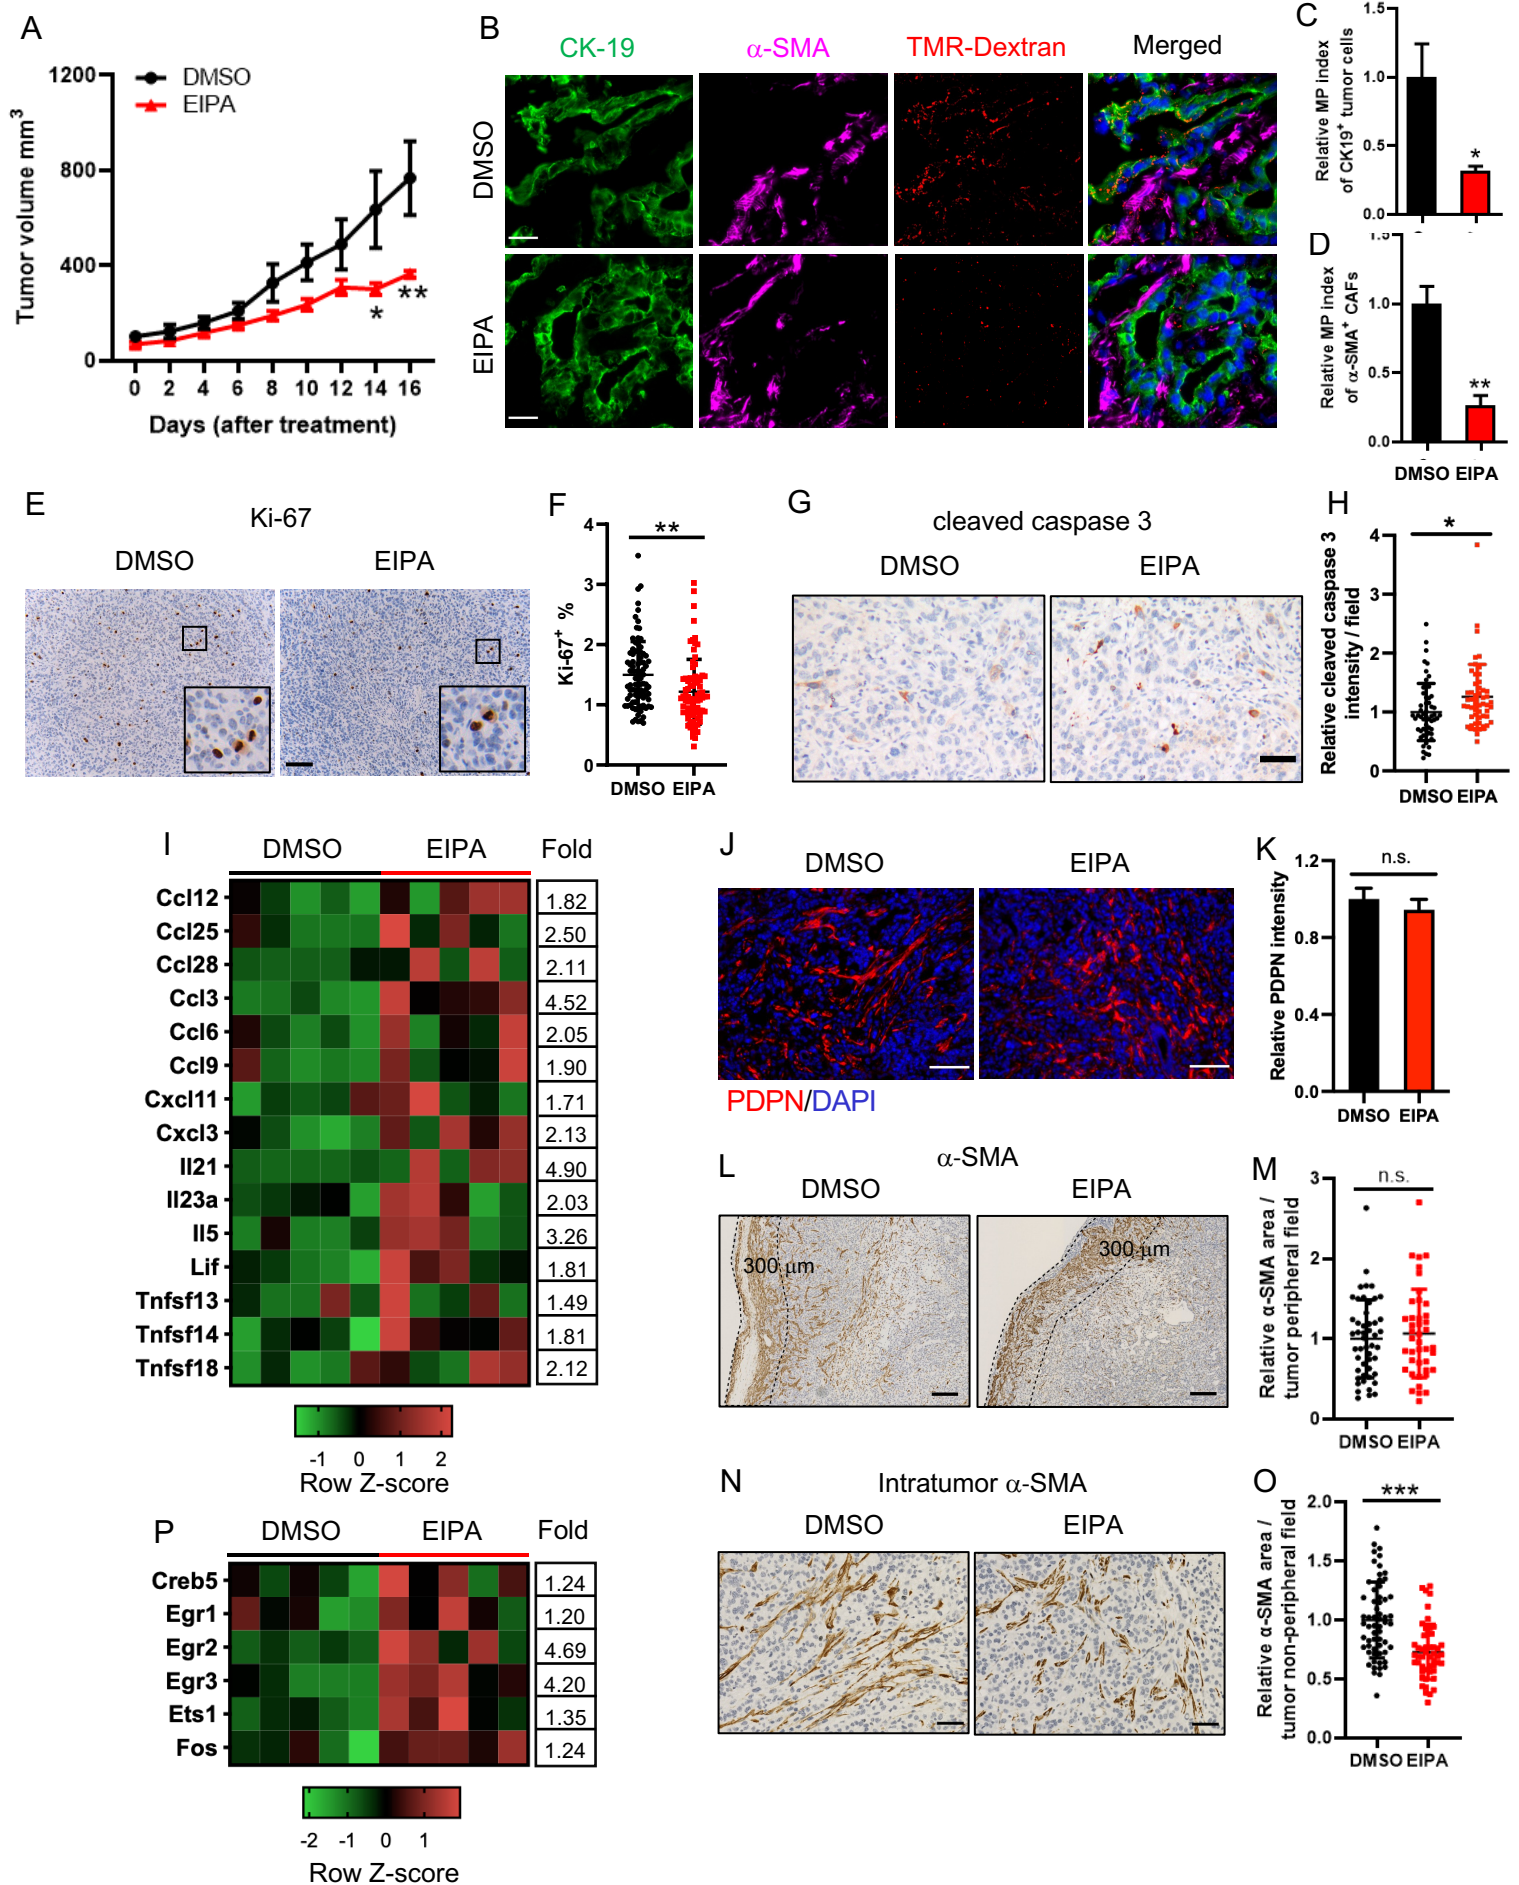 A
1200
800
400
0
Tumor volume mm³
DMSO
EIPA
*
**
0 2 4 6 8 10 12 14 16
Days (after treatment)
B
CK-19 α-SMA TMR-Dextran Merged
DMSO
EIPA
C
Relative MP index
of CK19⁺ tumor cells
1.5
1.0
0.5
0.0
*
D
Relative MP index
of α-SMA⁺ CAFs
1.5
1.0
0.5
0.0
**
DMSO EIPA
E
Ki-67
DMSO EIPA
F
Ki-67⁺ %
4
3
2
1
0
**
DMSO EIPA
G
cleaved caspase 3
DMSO EIPA
H
Relative cleaved caspase 3
intensity / field
4
3
2
1
0
*
DMSO EIPA
I
DMSO EIPA Fold
Ccl12 1.82
Ccl25 2.50
Ccl28 2.11
Ccl3 4.52
Ccl6 2.05
Ccl9 1.90
Cxcl11 1.71
Cxcl3 2.13
Il21 4.90
Il23a 2.03
Il5 3.26
Lif 1.81
Tnfsf13 1.49
Tnfsf14 1.81
Tnfsf18 2.12
-1 0 1 2
Row Z-score
J
DMSO EIPA
PDPN/DAPI
K
Relative PDPN intensity
1.2
0.8
0.4
0.0
n.s.
DMSO EIPA
L
α-SMA
DMSO EIPA
300 μm
300 μm
M
Relative α-SMA area /
tumor peripheral field
3
2
1
0
n.s.
DMSO EIPA
N
Intratumor α-SMA
DMSO EIPA
O
Relative α-SMA area /
tumor non-peripheral field
2.0
1.5
1.0
0.5
0.0
***
DMSO EIPA
P
DMSO EIPA Fold
Creb5 1.24
Egr1 1.20
Egr2 4.69
Egr3 4.20
Ets1 1.35
Fos 1.24
-2 -1 0 1
Row Z-score